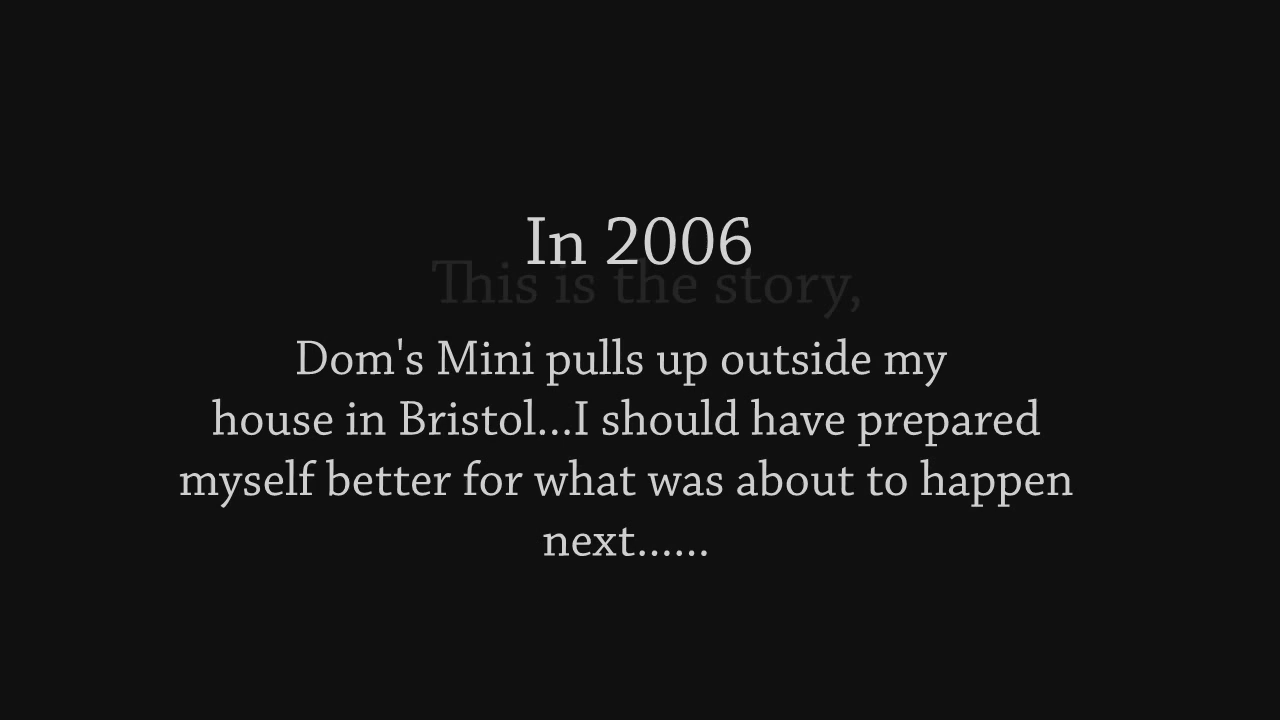 In 2006
This is the story,
Dom's Mini pulls up outside my
house in Bristol...I should have prepared
myself better for what was about to happen
next......